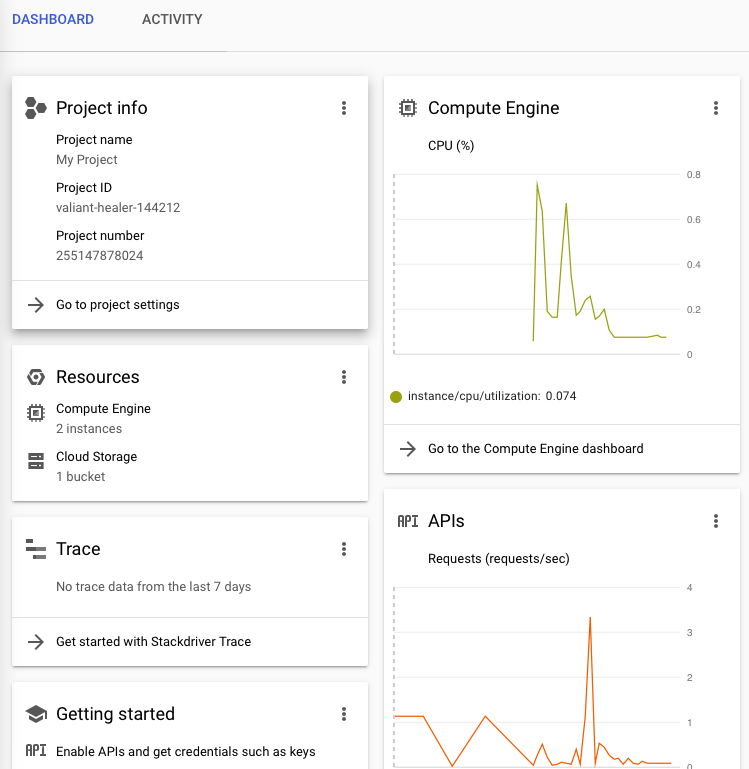 DASHBOARD
ACTIVITY
Project info
Project name
My Project
Project ID
valiant-healer-144212
Project number
255147878024
Go to project settings
Resources
Compute Engine
2 instances
Cloud Storage
1 bucket
Trace
No trace data from the last 7 days
Get started with Stackdriver Trace
Getting started
API Enable APIs and get credentials such as keys
Compute Engine
CPU (%)
0.8
0.6
0.4
0.2
0
instance/cpu/utilization: 0.074
Go to the Compute Engine dashboard
API APIs
Requests (requests/sec)
4
3
2
1
0